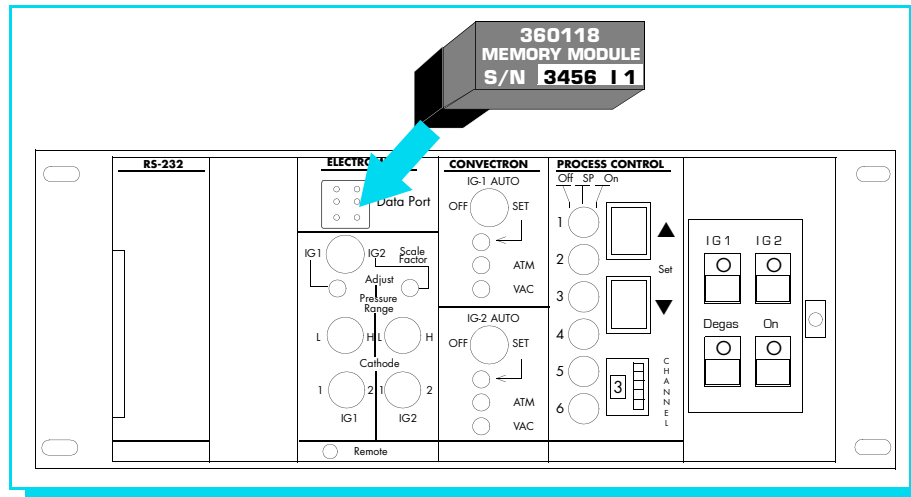 360118
MEMORY MODULE
S/N 3456 I 1
RS-232
Data Port
IG1 IG2 Scale
Factor
Adjust
Pressure
Range
L H L H
Cathode
1 2 1 2
IG1 IG2
Remote
CONVECTRON
IG-1 AUTO
OFF SET
ATM
VAC
IG-2 AUTO
OFF SET
ATM
VAC
PROCESS CONTROL
Off SP On
1
2
3
4
5
6
Set
3
CHANNEL
IG1 IG2
Degas On